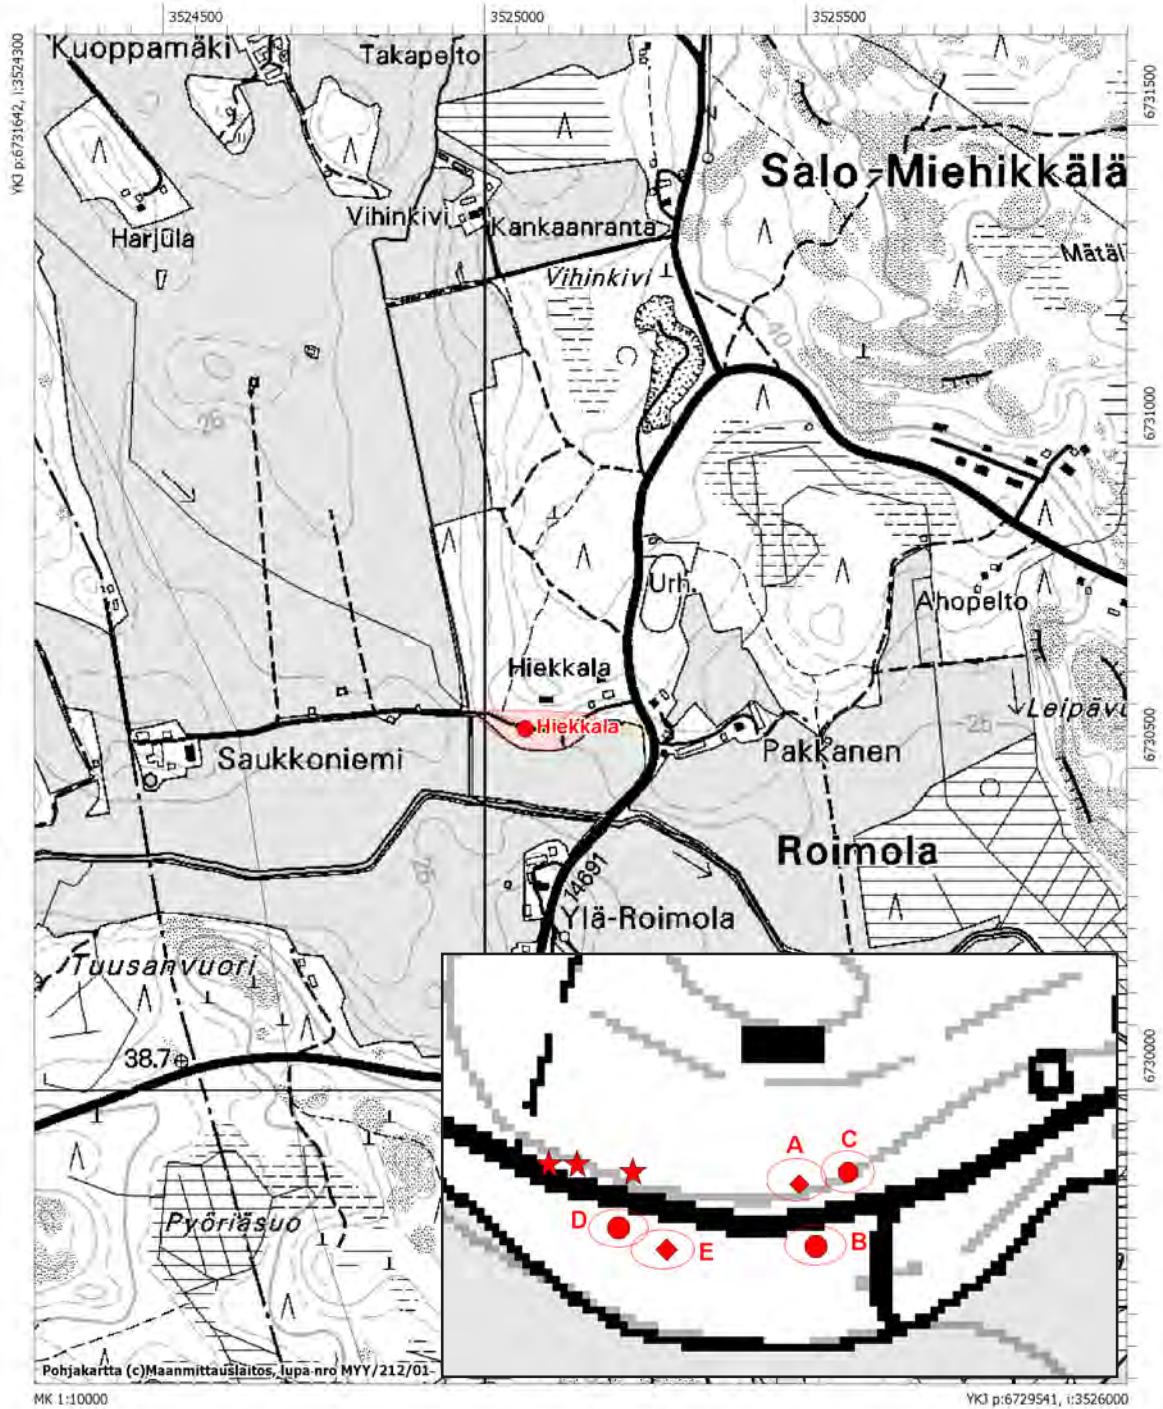 3524500
3525000
3525500
YKJ p:6731642, i:3524300
Kuoppamäki
Takapelto
6731500
Salo-Miehikkälä
Vihinkivi
Harjula
Kankaanranta
Mätäl
Vihinkivi
40
6731000
26
Urh.
Ahopelto
Hiekkala
Leipävu
Hiekkala
25
6730500
Saukkoniemi
Pakkanen
Roimola
14691
Ylä-Roimola
Tuusanvuori
38.7
6730000
A
C
D
E
B
Pyöriäsuo
Pohjakartta (c)Maanmittauslaitos, lupa-nro MYY/212/01-
MK 1:10000
YKJ p:6729541, i:3526000